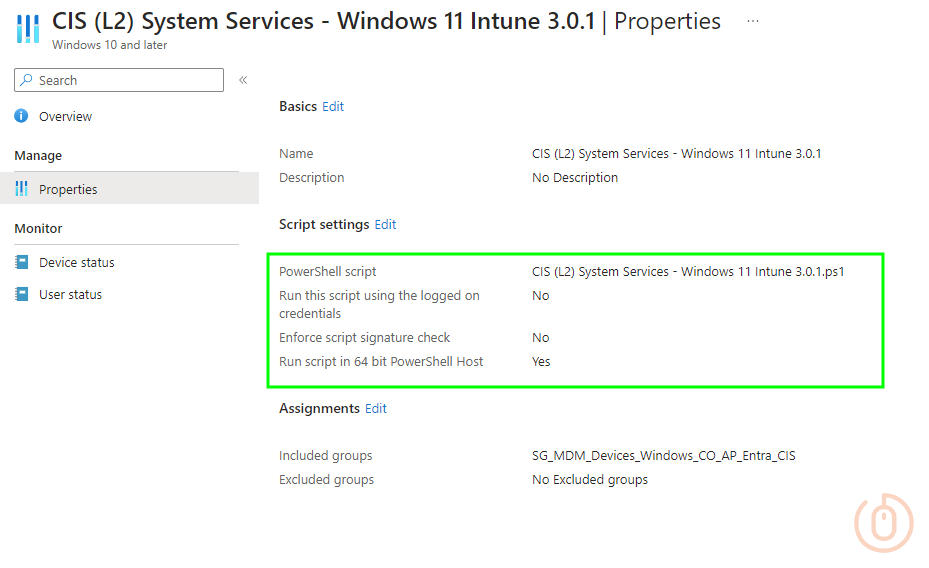 CIS (L2) System Services - Windows 11 Intune 3.0.1 | Properties ...
Windows 10 and later
Search
«
Overview
Manage
Properties
Monitor
Device status
User status
Basics Edit
Name CIS (L2) System Services - Windows 11 Intune 3.0.1
Description No Description
Script settings Edit
PowerShell script CIS (L2) System Services - Windows 11 Intune 3.0.1.ps1
Run this script using the logged on No
credentials
Enforce script signature check No
Run script in 64 bit PowerShell Host Yes
Assignments Edit
Included groups SG_MDM_Devices_Windows_CO_AP_Entra_CIS
Excluded groups No Excluded groups